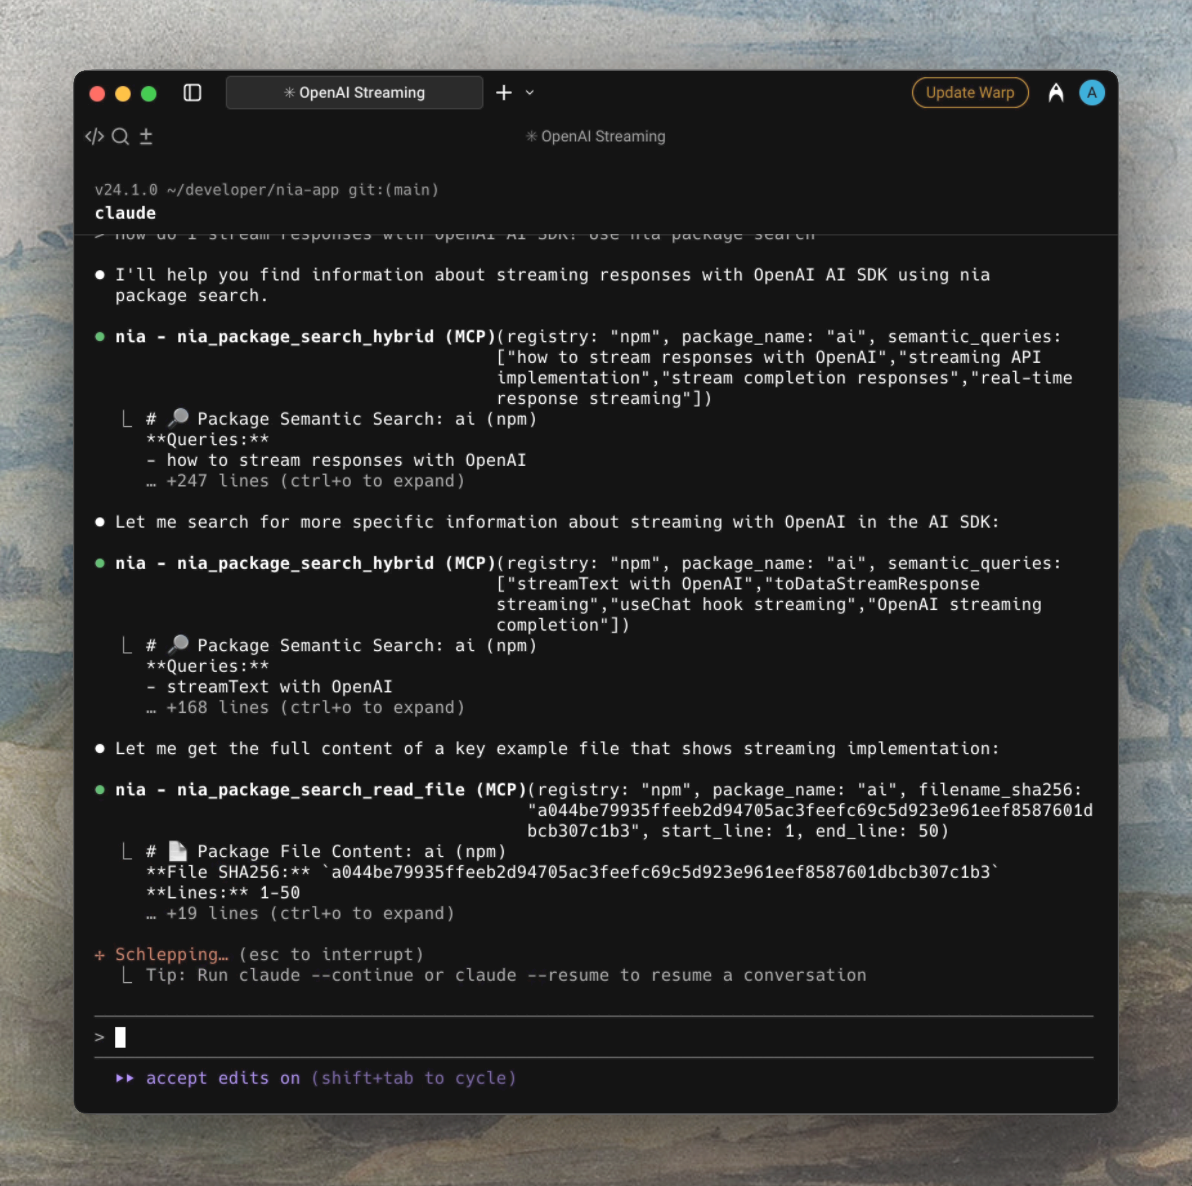 ✳ OpenAI Streaming
Update Warp
A
✳ OpenAI Streaming
v24.1.0 ~/developer/nia-app git:(main)
claude
> how do I stream responses with OpenAI AI SDK? use nia package search
● I'll help you find information about streaming responses with OpenAI AI SDK using nia
package search.
● nia - nia_package_search_hybrid (MCP)(registry: "npm", package_name: "ai", semantic_queries:
["how to stream responses with OpenAI","streaming API
implementation","stream completion responses","real-time
response streaming"])
⎿ # 🔎 Package Semantic Search: ai (npm)
**Queries:**
- how to stream responses with OpenAI
… +247 lines (ctrl+o to expand)
● Let me search for more specific information about streaming with OpenAI in the AI SDK:
● nia - nia_package_search_hybrid (MCP)(registry: "npm", package_name: "ai", semantic_queries:
["streamText with OpenAI","toDataStreamResponse
streaming","useChat hook streaming","OpenAI streaming
completion"])
⎿ # 🔎 Package Semantic Search: ai (npm)
**Queries:**
- streamText with OpenAI
… +168 lines (ctrl+o to expand)
● Let me get the full content of a key example file that shows streaming implementation:
● nia - nia_package_search_read_file (MCP)(registry: "npm", package_name: "ai", filename_sha256:
"a044be79935ffeeb2d94705ac3feefc69c5d923e961eef8587601d
bcb307c1b3", start_line: 1, end_line: 50)
⎿ # 📄 Package File Content: ai (npm)
**File SHA256:** `a044be79935ffeeb2d94705ac3feefc69c5d923e961eef8587601dbcb307c1b3`
**Lines:** 1-50
… +19 lines (ctrl+o to expand)
✢ Schlepping… (esc to interrupt)
⎿ Tip: Run claude --continue or claude --resume to resume a conversation
>
⏵⏵ accept edits on (shift+tab to cycle)